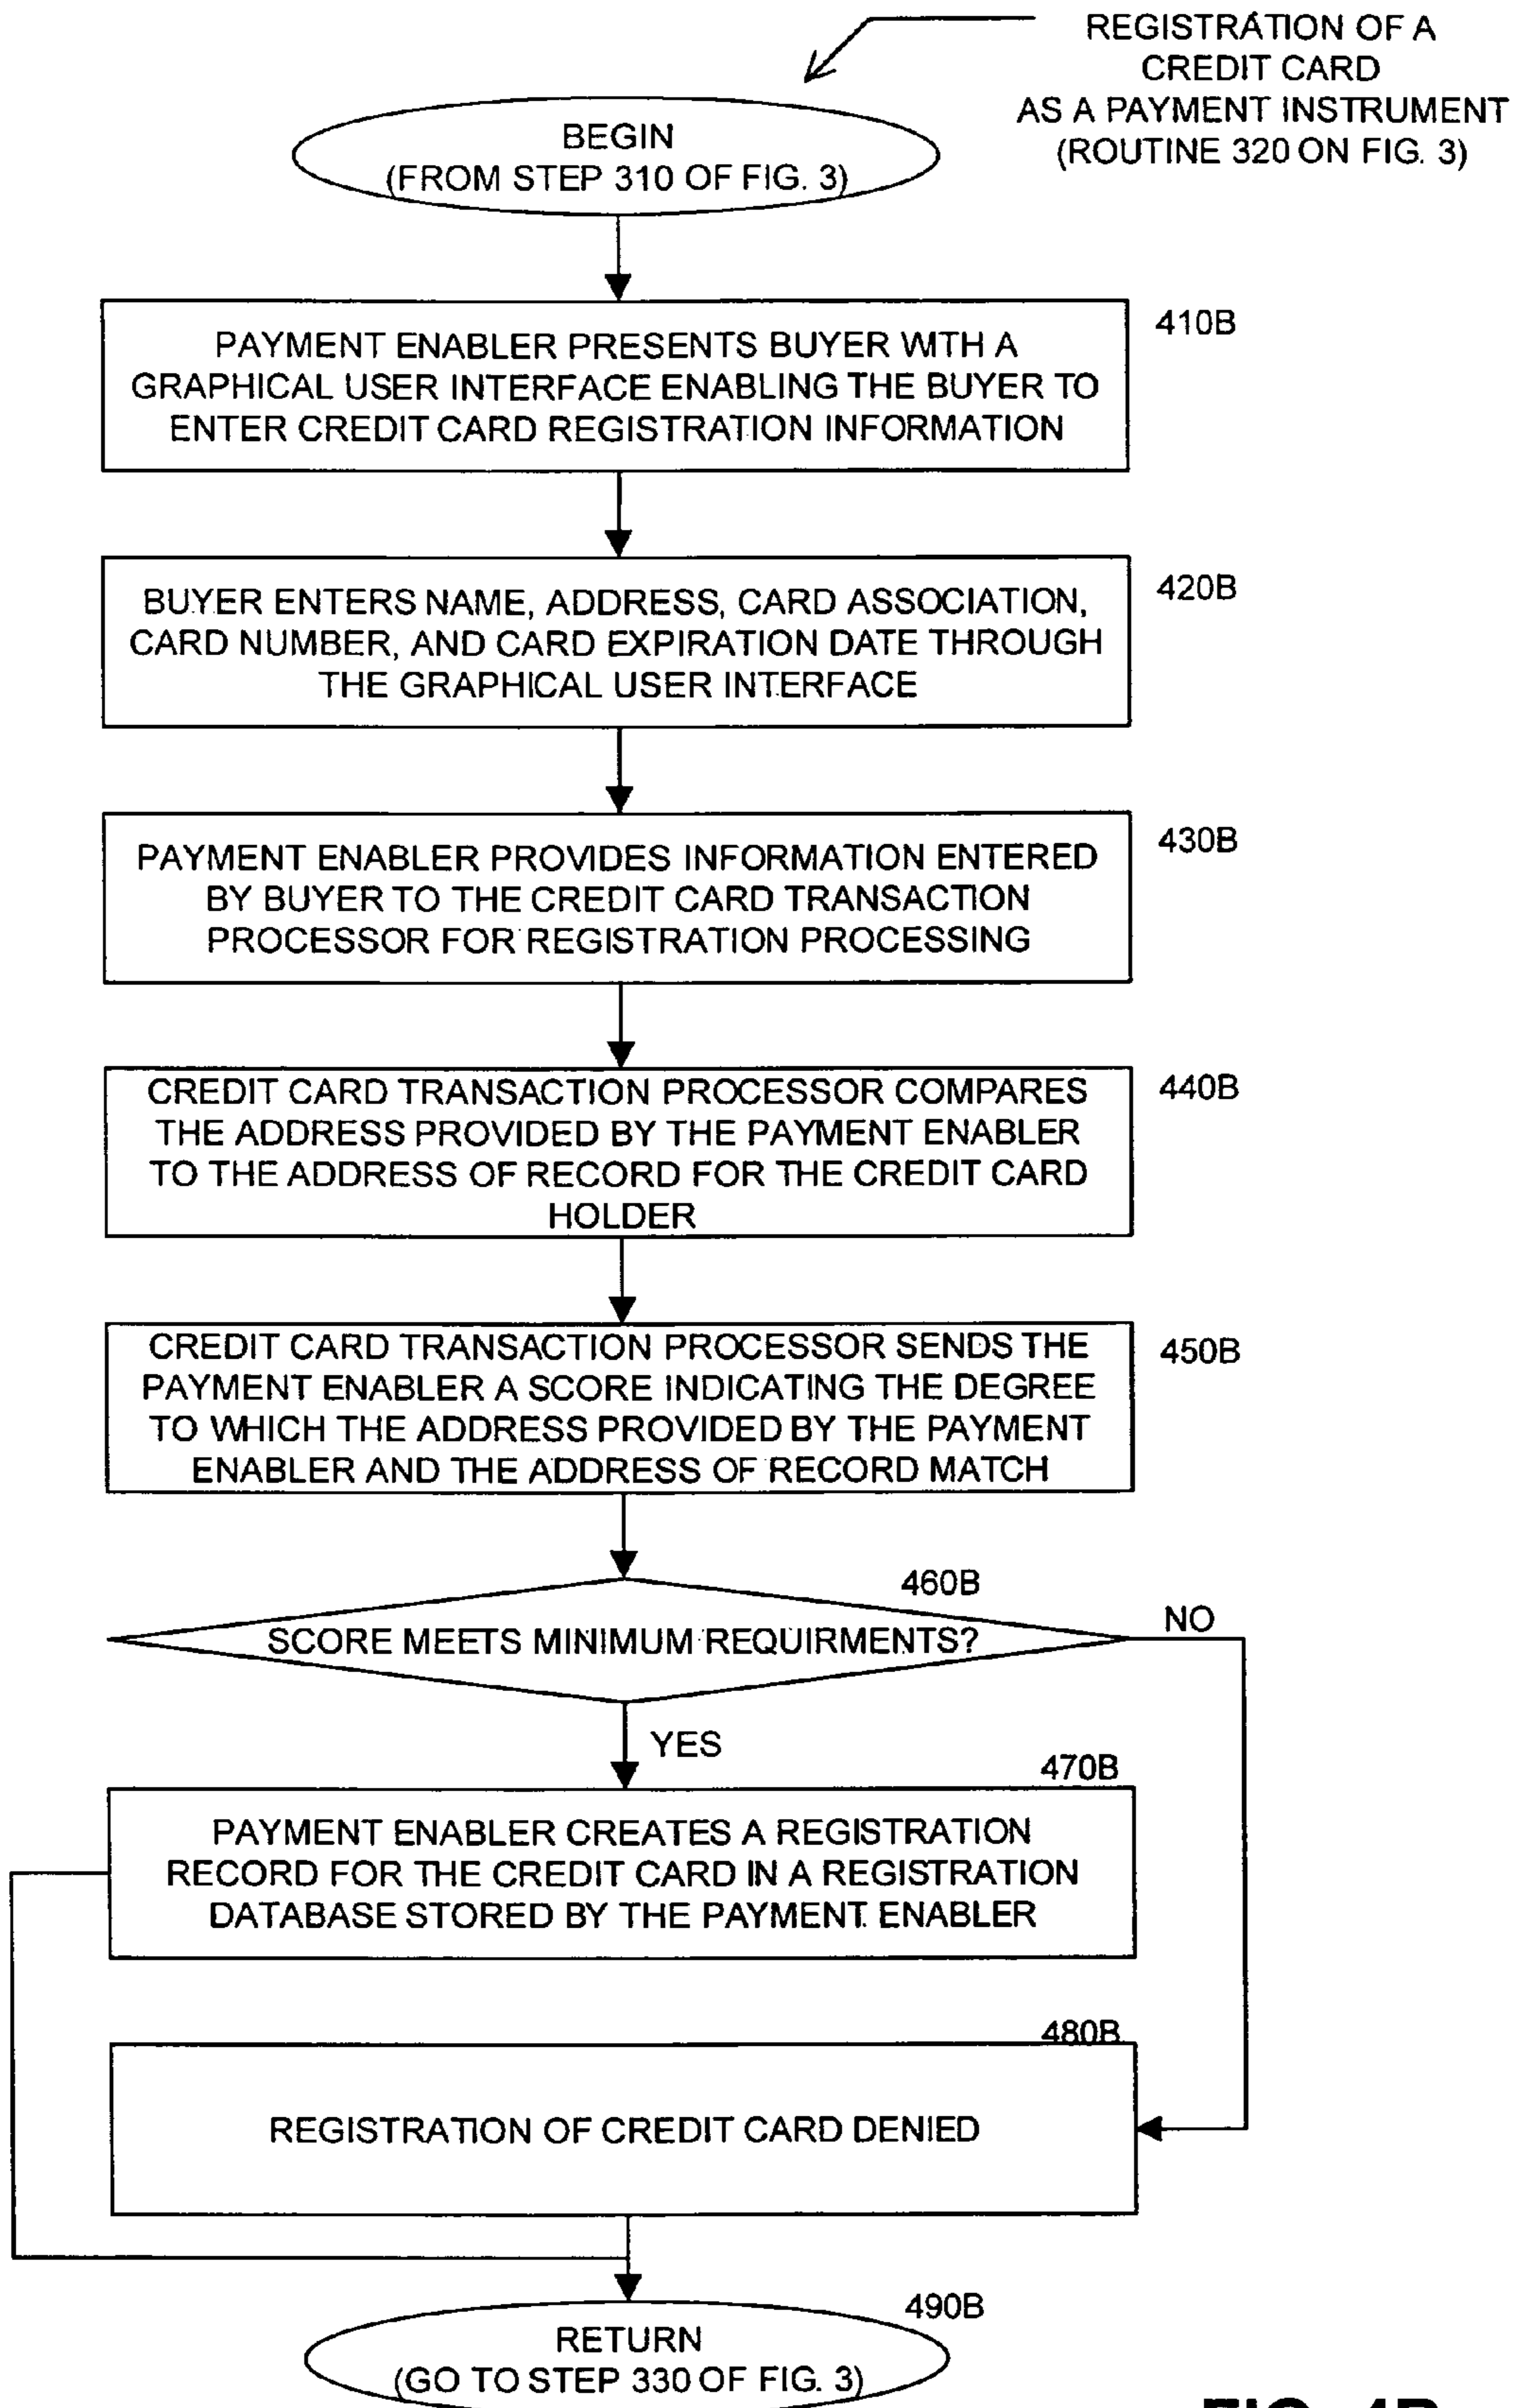 REGISTRATION OF A
CREDIT CARD
AS A PAYMENT INSTRUMENT
(ROUTINE 320 ON FIG. 3)
BEGIN
(FROM STEP 310 OF FIG. 3)
410B
PAYMENT ENABLER PRESENTS BUYER WITH A
GRAPHICAL USER INTERFACE ENABLING THE BUYER TO
ENTER CREDIT CARD REGISTRATION INFORMATION
420B
BUYER ENTERS NAME, ADDRESS, CARD ASSOCIATION,
CARD NUMBER, AND CARD EXPIRATION DATE THROUGH
THE GRAPHICAL USER INTERFACE
430B
PAYMENT ENABLER PROVIDES INFORMATION ENTERED
BY BUYER TO THE CREDIT CARD TRANSACTION
PROCESSOR FOR REGISTRATION PROCESSING
440B
CREDIT CARD TRANSACTION PROCESSOR COMPARES
THE ADDRESS PROVIDED BY THE PAYMENT ENABLER
TO THE ADDRESS OF RECORD FOR THE CREDIT CARD
HOLDER
450B
CREDIT CARD TRANSACTION PROCESSOR SENDS THE
PAYMENT ENABLER A SCORE INDICATING THE DEGREE
TO WHICH THE ADDRESS PROVIDED BY THE PAYMENT
ENABLER AND THE ADDRESS OF RECORD MATCH
460B
NO
SCORE MEETS MINIMUM REQUIRMENTS?
YES
470B
PAYMENT ENABLER CREATES A REGISTRATION
RECORD FOR THE CREDIT CARD IN A REGISTRATION
DATABASE STORED BY THE PAYMENT ENABLER
480B
REGISTRATION OF CREDIT CARD DENIED
490B
RETURN
(GO TO STEP 330 OF FIG. 3)